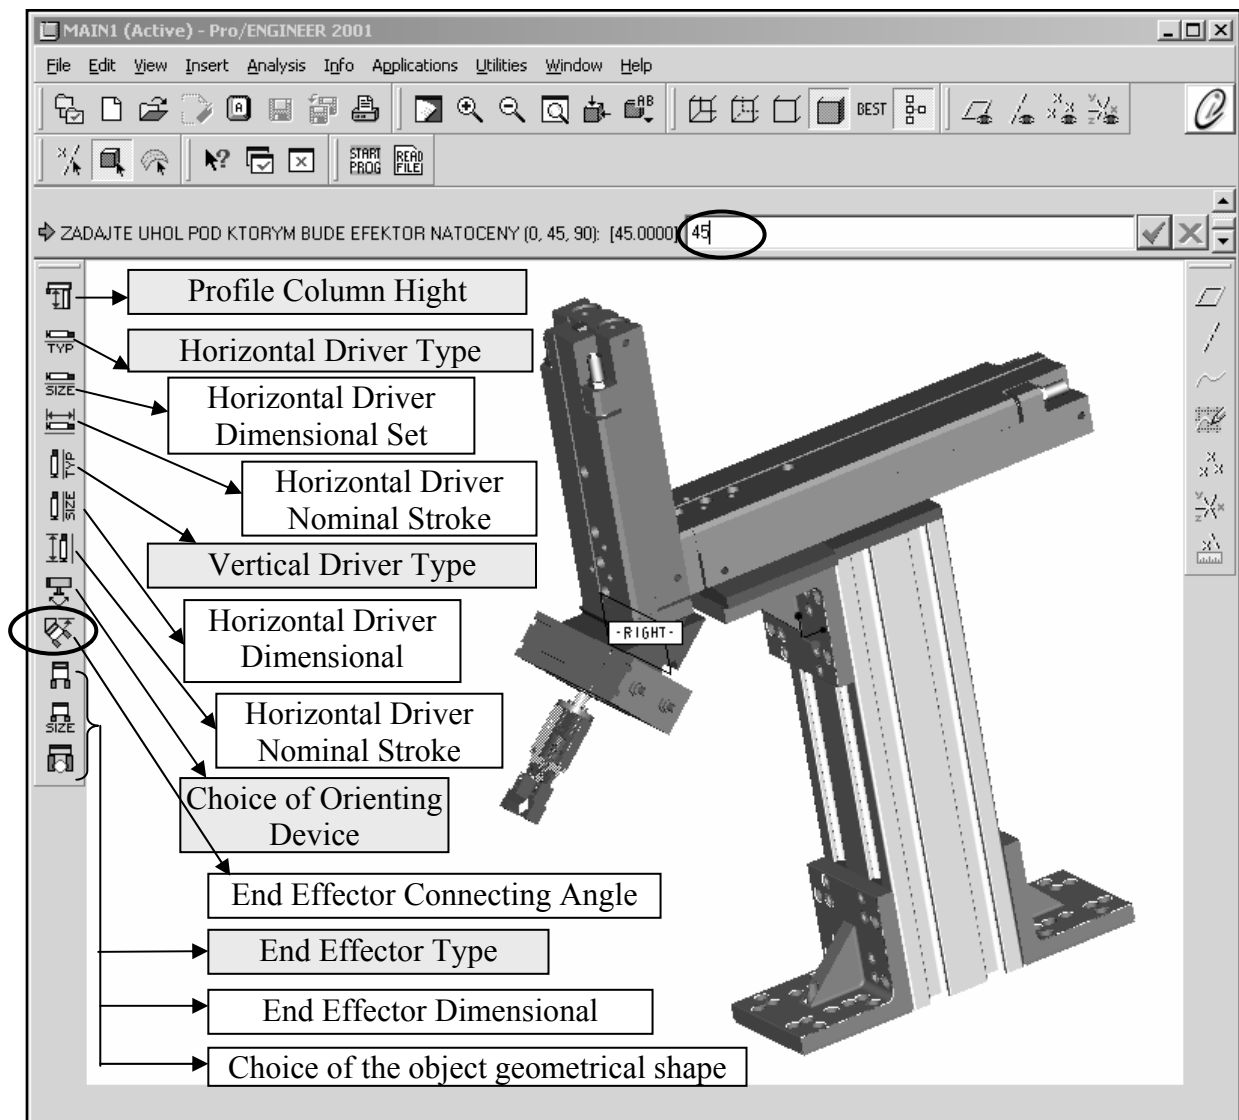 MAIN1 (Active) - Pro/ENGINEER 2001
File Edit View Insert Analysis Info Applications Utilities Window Help
A AB BEST
START PROG READ FILE
ZADAJTE UHOL POD KTORYM BUDE EFEKTOR NATOCENY (0, 45, 90): [45.0000] 45
Profile Column Hight
TYP
Horizontal Driver Type
SIZE
Horizontal Driver
Dimensional Set
Horizontal Driver
Nominal Stroke
TYP
Vertical Driver Type
SIZE
Horizontal Driver
Dimensional
-RIGHT-
Horizontal Driver
Nominal Stroke
SIZE
Choice of Orienting
Device
End Effector Connecting Angle
End Effector Type
End Effector Dimensional
Choice of the object geometrical shape